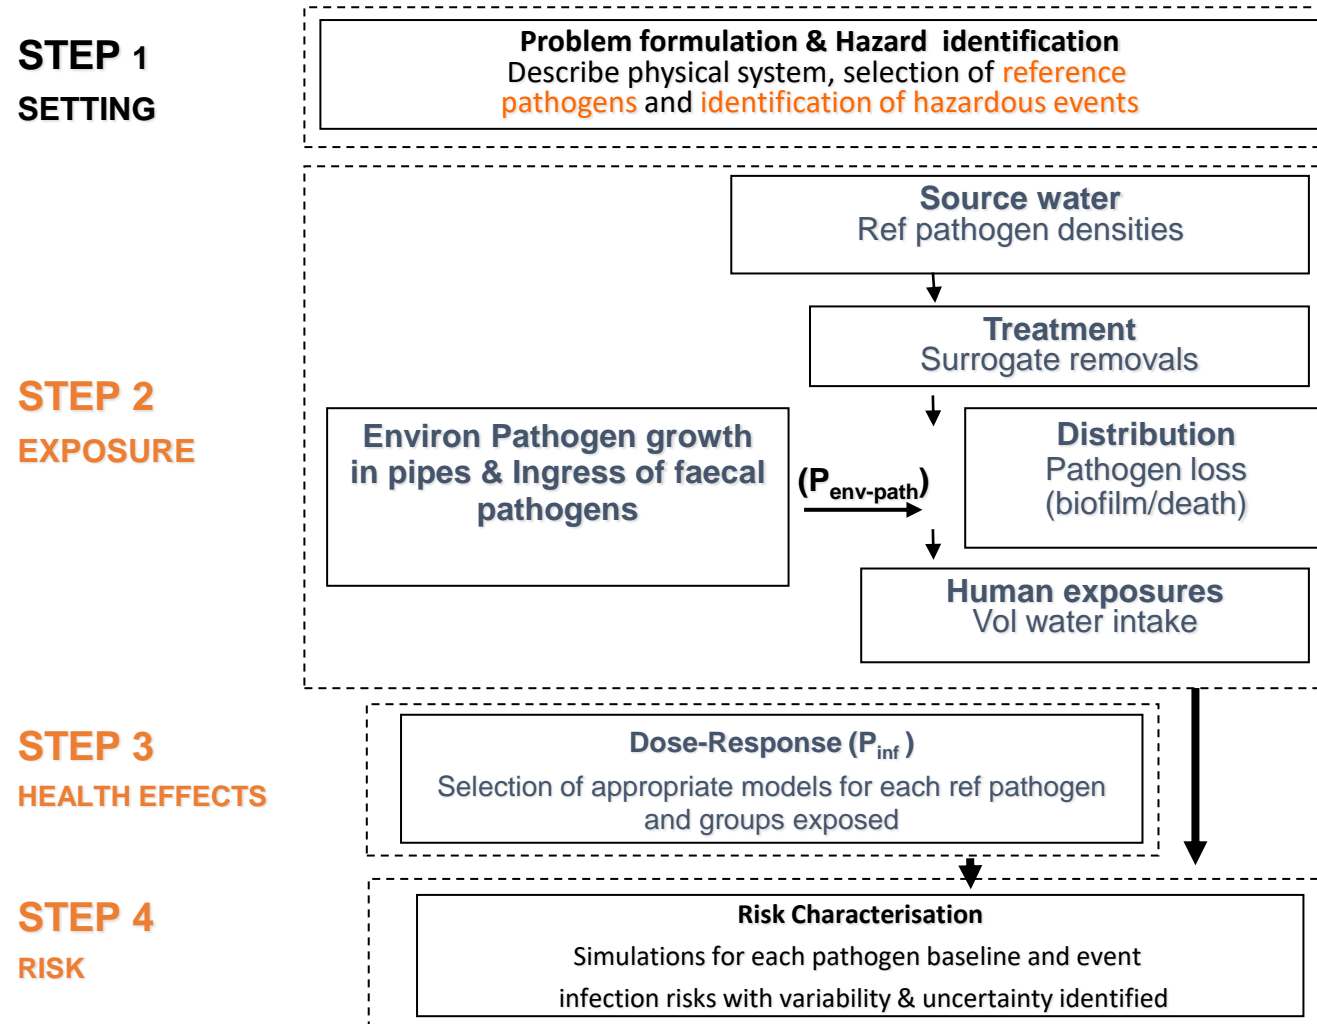 STEP 1
SETTING
Problem formulation & Hazard identification
Describe physical system, selection of reference
pathogens and identification of hazardous events
STEP 2
EXPOSURE
Source water
Ref pathogen densities
Treatment
Surrogate removals
Environ Pathogen growth
in pipes & Ingress of faecal
pathogens
(Penv-path)
Distribution
Pathogen loss
(biofilm/death)
Human exposures
Vol water intake
STEP 3
HEALTH EFFECTS
Dose-Response (Pinf )
Selection of appropriate models for each ref pathogen
and groups exposed
STEP 4
RISK
Risk Characterisation
Simulations for each pathogen baseline and event
infection risks with variability & uncertainty identified